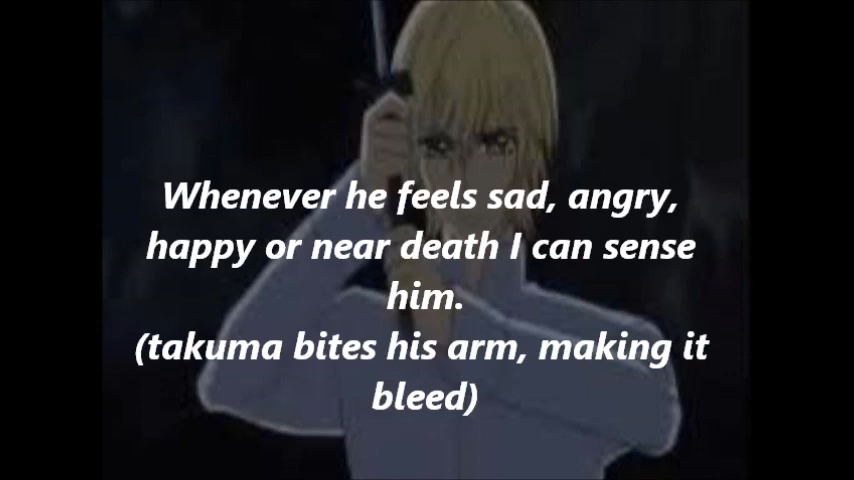 Whenever he feels sad, angry,
happy or near death I can sense
him.
(takuma bites his arm, making it
bleed)